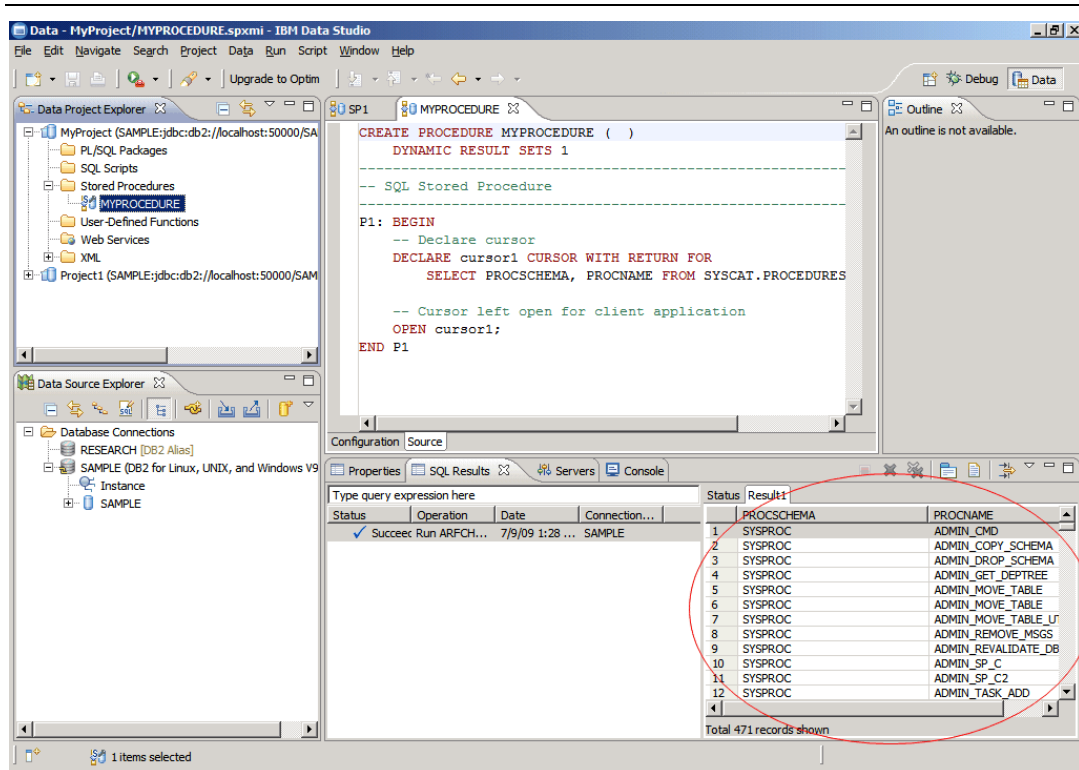 Data - MyProject/MYPROCEDURE.spxmi - IBM Data Studio
File Edit Navigate Search Project Data Run Script Window Help
Upgrade to Optim
Debug Data
Data Project Explorer
MyProject (SAMPLE:jdbc:db2://localhost:50000/SA
PL/SQL Packages
SQL Scripts
Stored Procedures
MYPROCEDURE
User-Defined Functions
Web Services
XML
Project1 (SAMPLE:jdbc:db2://localhost:50000/SAM
SP1 MYPROCEDURE
CREATE PROCEDURE MYPROCEDURE ( )
DYNAMIC RESULT SETS 1
------------------------------------------------------------
-- SQL Stored Procedure
------------------------------------------------------------
P1: BEGIN
-- Declare cursor
DECLARE cursor1 CURSOR WITH RETURN FOR
SELECT PROCSCHEMA, PROCNAME FROM SYSCAT.PROCEDURES
-- Cursor left open for client application
OPEN cursor1;
END P1
Configuration Source
Outline
An outline is not available.
Data Source Explorer
Database Connections
RESEARCH [DB2 Alias]
SAMPLE (DB2 for Linux, UNIX, and Windows V9
Instance
SAMPLE
Properties SQL Results Servers Console
Type query expression here
Status Operation Date Connection...
Succeec Run ARFCH... 7/9/09 1:28 ... SAMPLE
Status Result1
PROCSCHEMA PROCNAME
1 SYSPROC ADMIN_CMD
2 SYSPROC ADMIN_COPY_SCHEMA
3 SYSPROC ADMIN_DROP_SCHEMA
4 SYSPROC ADMIN_GET_DEPTREE
5 SYSPROC ADMIN_MOVE_TABLE
6 SYSPROC ADMIN_MOVE_TABLE
7 SYSPROC ADMIN_MOVE_TABLE_UT
8 SYSPROC ADMIN_REMOVE_MSGS
9 SYSPROC ADMIN_REVALIDATE_DB
10 SYSPROC ADMIN_SP_C
11 SYSPROC ADMIN_SP_C2
12 SYSPROC ADMIN_TASK_ADD
Total 471 records shown
1 items selected